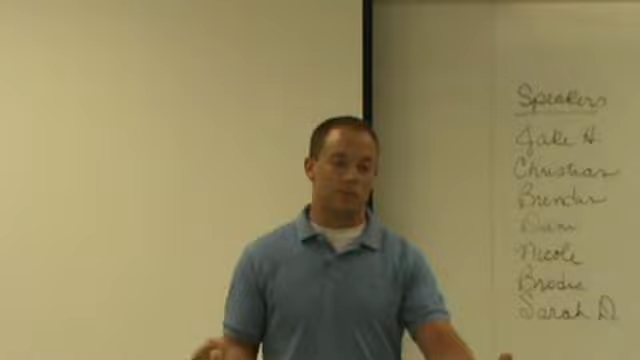 Speakers
Jake H
Christian
Brendan
Nicole
Brodie
Sarah D.